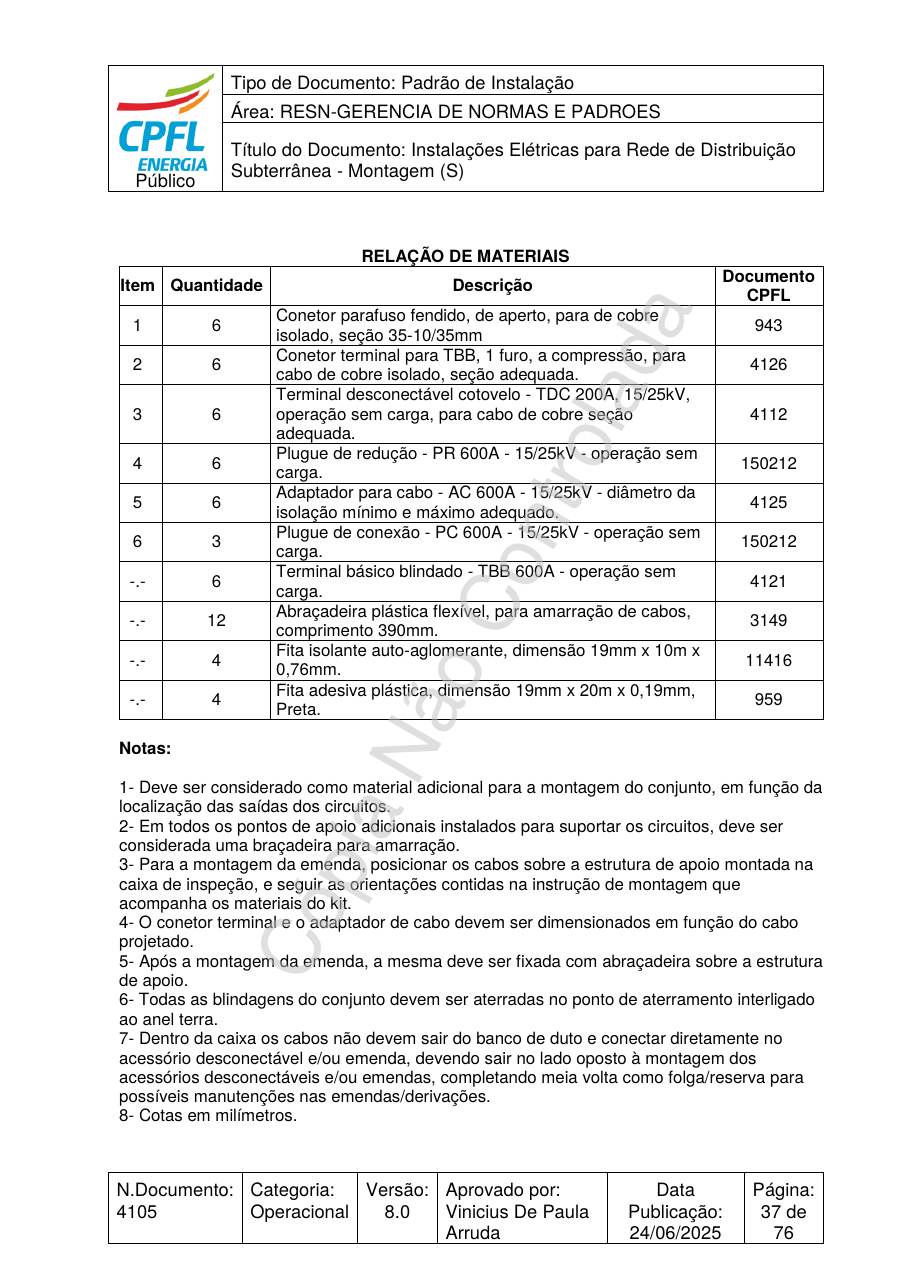 CPFL
ENERGIA
Público
Tipo de Documento: Padrão de Instalação
Área: RESN-GERENCIA DE NORMAS E PADROES
Título do Documento: Instalações Elétricas para Rede de Distribuição
Subterrânea - Montagem (S)
RELAÇÃO DE MATERIAIS
Item Quantidade Descrição Documento
CPFL
1 6 Conetor parafuso fendido, de aperto, para de cobre
isolado, seção 35-10/35mm 943
2 6 Conetor terminal para TBB, 1 furo, a compressão, para
cabo de cobre isolado, seção adequada. 4126
3 6 Terminal desconectável cotovelo - TDC 200A, 15/25kV,
operação sem carga, para cabo de cobre seção
adequada. 4112
4 6 Plugue de redução - PR 600A - 15/25kV - operação sem
carga. 150212
5 6 Adaptador para cabo - AC 600A - 15/25kV - diâmetro da
isolação mínimo e máximo adequado. 4125
6 3 Plugue de conexão - PC 600A - 15/25kV - operação sem
carga. 150212
-.- 6 Terminal básico blindado - TBB 600A - operação sem
carga. 4121
-.- 12 Abraçadeira plástica flexível, para amarração de cabos,
comprimento 390mm. 3149
-.- 4 Fita isolante auto-aglomerante, dimensão 19mm x 10m x
0,76mm. 11416
-.- 4 Fita adesiva plástica, dimensão 19mm x 20m x 0,19mm,
Preta. 959
Notas:
1- Deve ser considerado como material adicional para a montagem do conjunto, em função da
localização das saídas dos circuitos.
2- Em todos os pontos de apoio adicionais instalados para suportar os circuitos, deve ser
considerada uma braçadeira para amarração.
3- Para a montagem da emenda, posicionar os cabos sobre a estrutura de apoio montada na
caixa de inspeção, e seguir as orientações contidas na instrução de montagem que
acompanha os materiais do kit.
4- O conetor terminal e o adaptador de cabo devem ser dimensionados em função do cabo
projetado.
5- Após a montagem da emenda, a mesma deve ser fixada com abraçadeira sobre a estrutura
de apoio.
6- Todas as blindagens do conjunto devem ser aterradas no ponto de aterramento interligado
ao anel terra.
7- Dentro da caixa os cabos não devem sair do banco de duto e conectar diretamente no
acessório desconectável e/ou emenda, devendo sair no lado oposto à montagem dos
acessórios desconectáveis e/ou emendas, completando meia volta como folga/reserva para
possíveis manutenções nas emendas/derivações.
8- Cotas em milímetros.
Cópia Não Controlada
N.Documento: Categoria: Versão: Aprovado por: Data Página:
4105 Operacional 8.0 Vinicius De Paula Publicação: 37 de
Arruda 24/06/2025 76